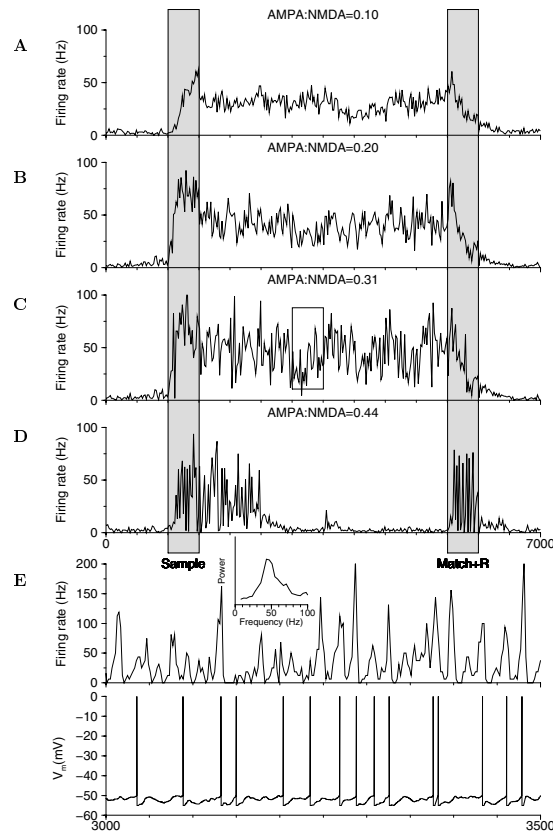 AMPA:NMDA=0.10
A
100
50
0
Firing rate (Hz)
AMPA:NMDA=0.20
B
100
50
0
Firing rate (Hz)
AMPA:NMDA=0.31
C
100
50
0
Firing rate (Hz)
AMPA:NMDA=0.44
D
100
50
0
Firing rate (Hz)
0 7000
Sample Match+R
E
200
150
100
50
0
Firing rate (Hz)
Power
0 50 100
Frequency (Hz)
0
−10
−20
−30
−40
−50
−60
Vm(mV)
3000 3500